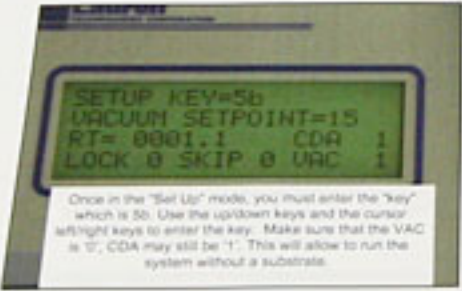 SETUP KEY=5b
VACUUM SETPOINT=15
RT= 0001.1 CDA 1
LOCK 0 SKIP 0 VAC 1
Once in the "Set Up" mode, you must enter the "key"
which is 5b. Use the up/down keys and the cursor
left/right keys to enter the key. Make sure that the VAC
is '0', CDA may still be '1'. This will allow to run the
system without a substrate.